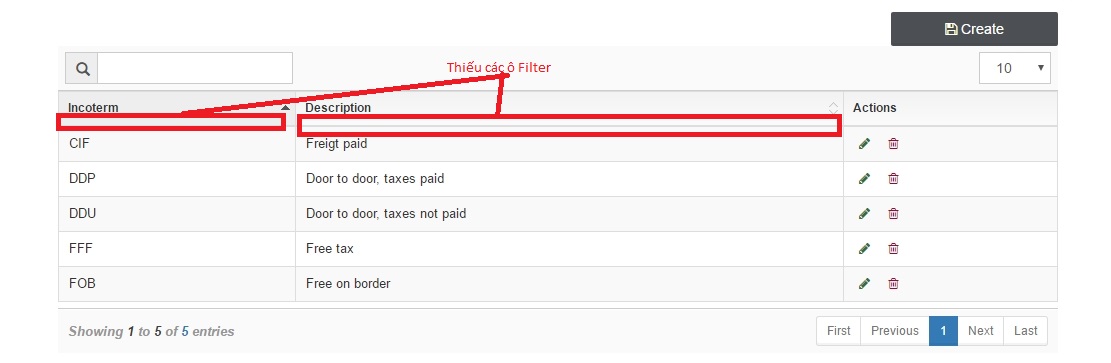 Create
Thiếu các ô Filter
10
Incoterm Description Actions
CIF Freigt paid
DDP Door to door, taxes paid
DDU Door to door, taxes not paid
FFF Free tax
FOB Free on border
Showing 1 to 5 of 5 entries First Previous 1 Next Last